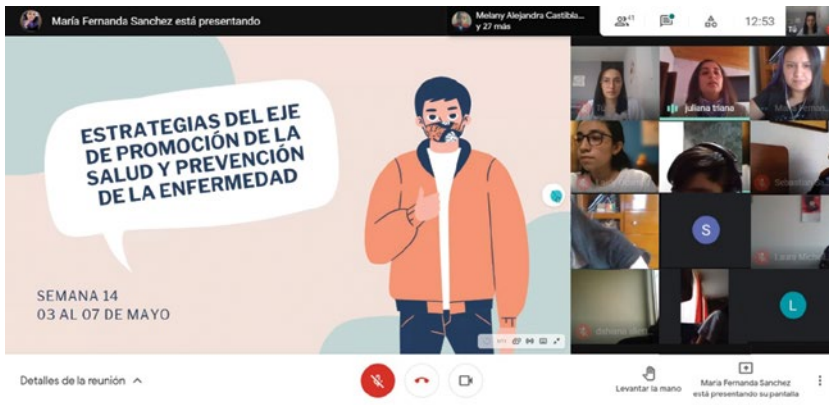 María Fernanda Sanchez está presentando
Melany Alejandra Castibla...
y 27 más
41
12:53
Tú
ESTRATEGIAS DEL EJE
DE PROMOCIÓN DE LA
SALUD Y PREVENCIÓN
DE LA ENFERMEDAD
SEMANA 14
03 AL 07 DE MAYO
juliana triana
S
L
Detalles de la reunión
Levantar la mano
María Fernanda Sanchez
está presentando su pantalla